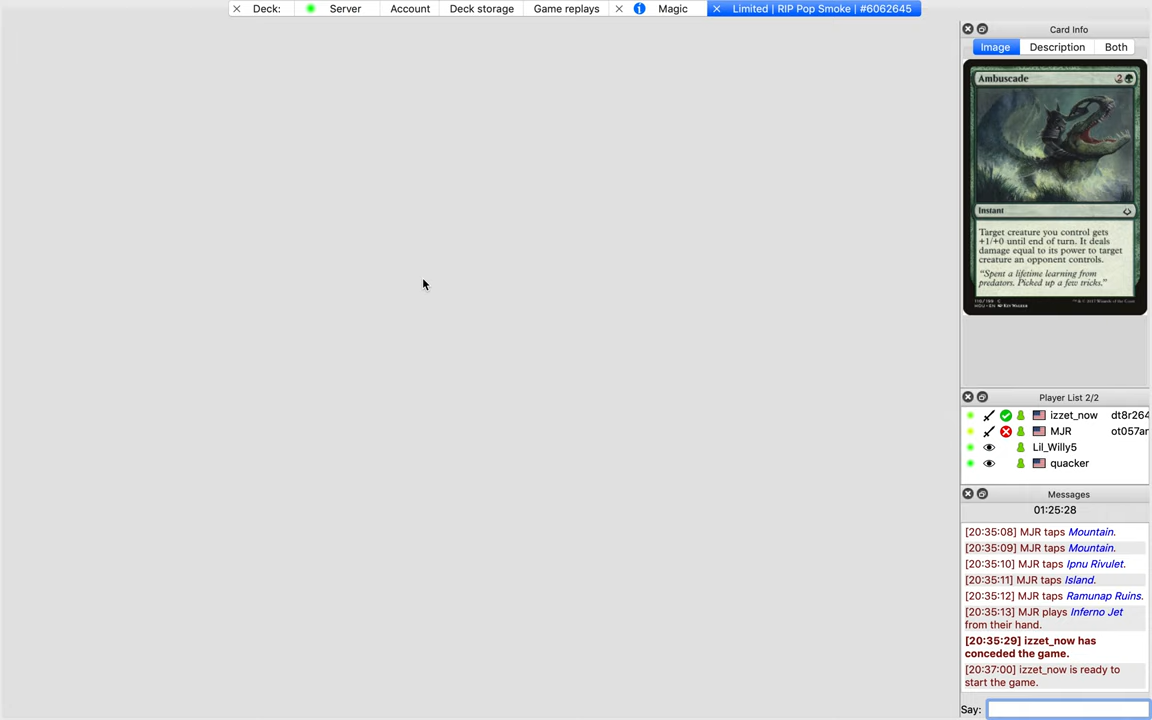 Deck:
Server
Account
Deck storage
Game replays
Magic
Limited | RIP Pop Smoke | #6062645
Card Info
Image
Description
Both
Ambuscade
2
Instant
Target creature you control gets
+1/+0 until end of turn. It deals
damage equal to its power to target
creature an opponent controls.
"Spent a lifetime learning from
predators. Picked up a few tricks."
Player List 2/2
izzet_now dt8r264
MJR ot057ar
Lil_Willy5
quacker
Messages
01:25:28
[20:35:08] MJR taps Mountain.
[20:35:09] MJR taps Mountain.
[20:35:10] MJR taps Ipnu Rivulet.
[20:35:11] MJR taps Island.
[20:35:12] MJR taps Ramunap Ruins.
[20:35:13] MJR plays Inferno Jet
from their hand.
[20:35:29] izzet_now has
conceded the game.
[20:37:00] izzet_now is ready to
start the game.
Say: